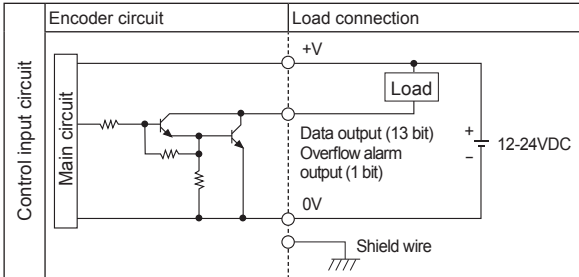 Encoder circuit
Load connection
Control input circuit
Main circuit
+V
Load
Data output (13 bit)
Overflow alarm
output (1 bit)
+
−
12-24VDC
0V
Shield wire